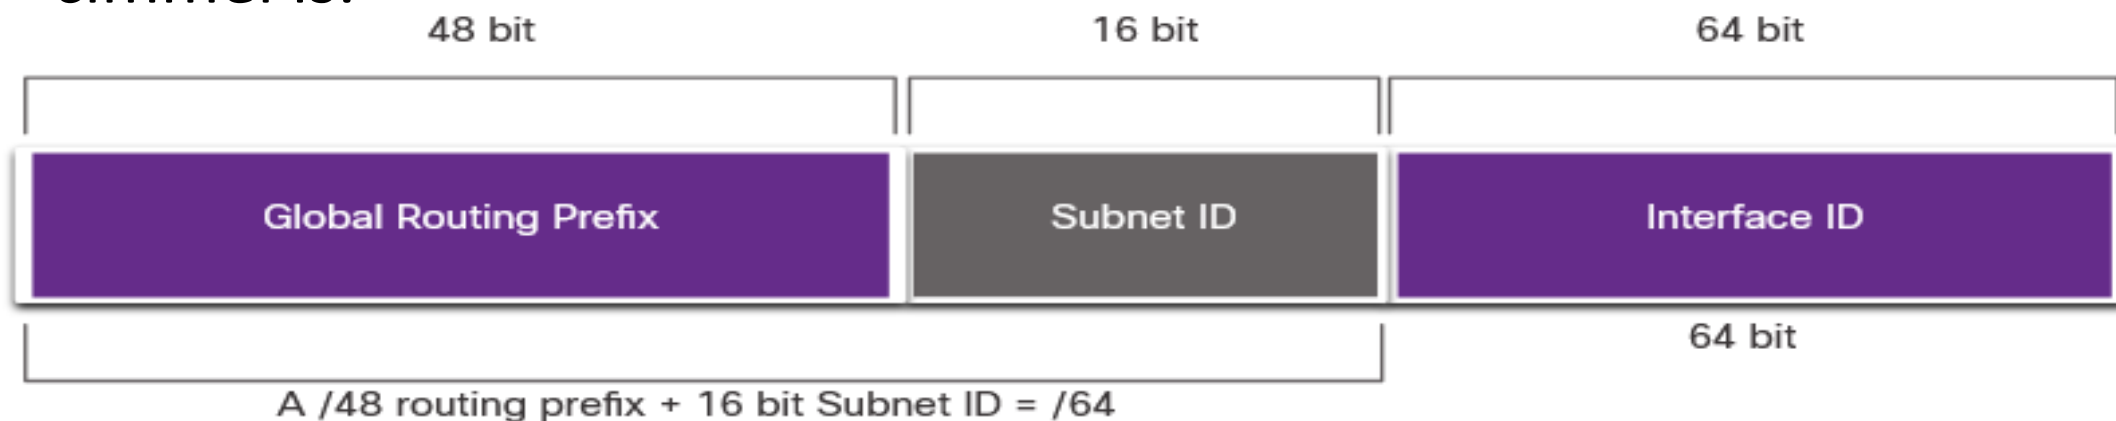 48 bit 16 bit 64 bit
Global Routing Prefix Subnet ID Interface ID
64 bit
A /48 routing prefix + 16 bit Subnet ID = /64